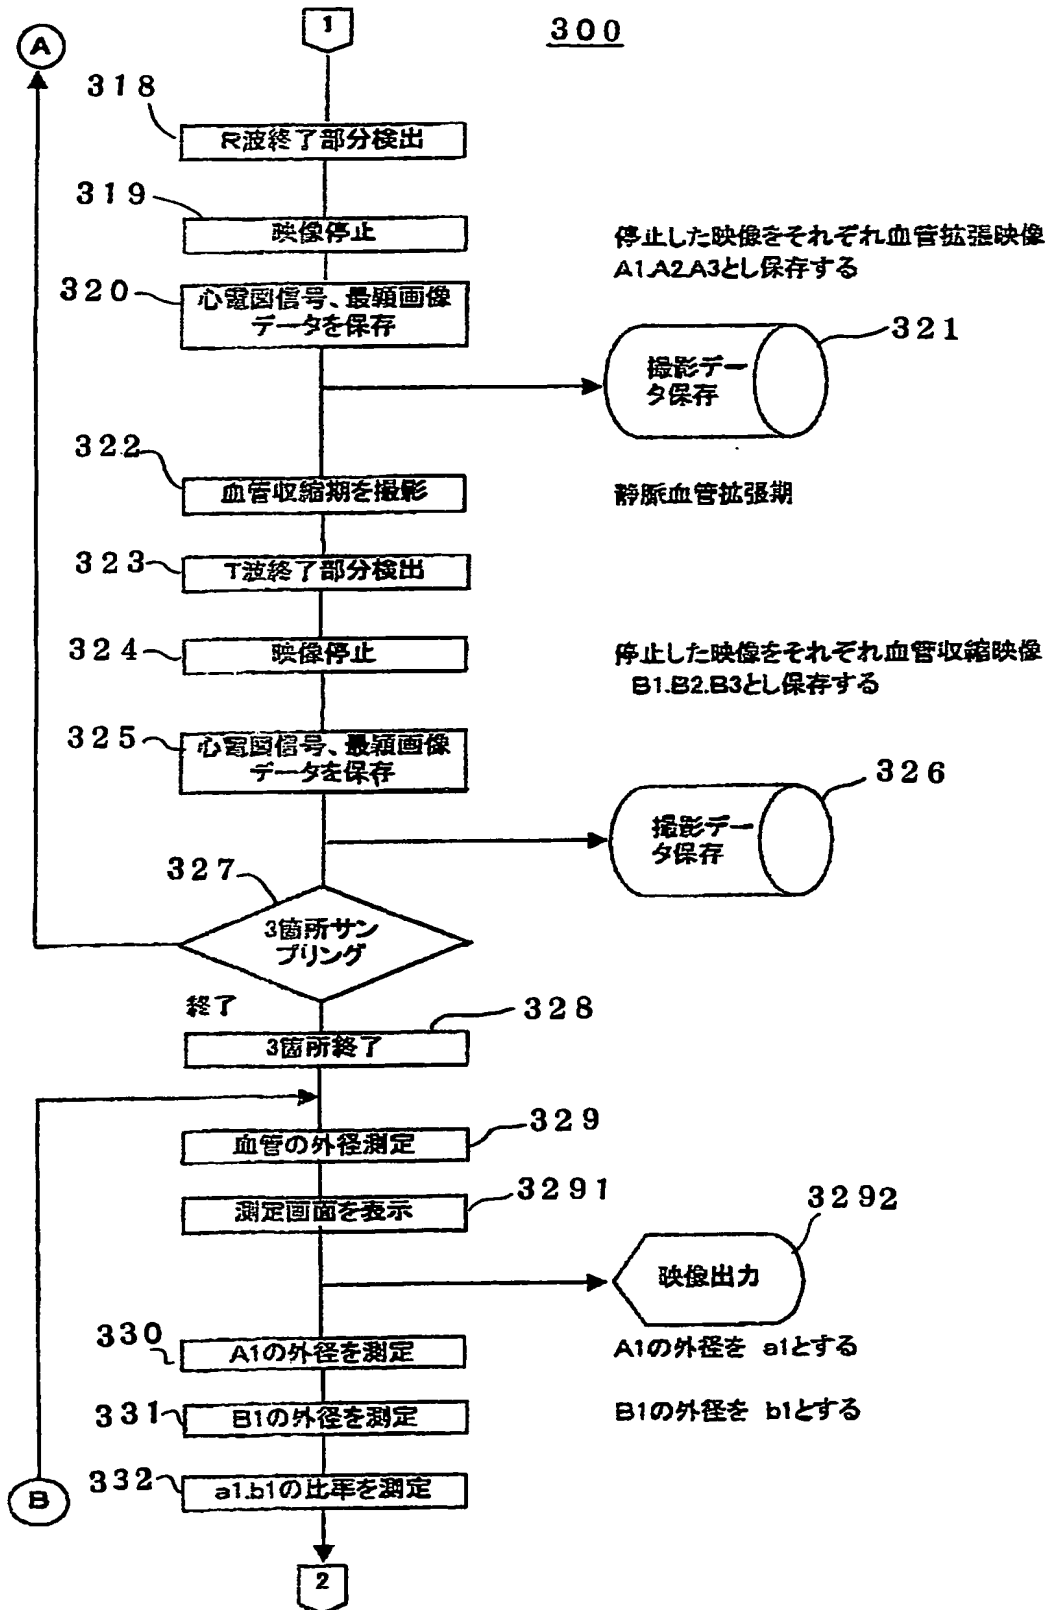 1
300
A
318
R波終了部分検出
319
映像停止
停止した映像をそれぞれ血管拡張映像
A1.A2.A3とし保存する
320
心電図信号、最顕画像
データを保存
321
撮影デー
タ保存
322
血管収縮期を撮影
静脈血管拡張期
323
T波終了部分検出
324
映像停止
停止した映像をそれぞれ血管収縮映像
B1.B2.B3とし保存する
325
心電図信号、最顕画像
データを保存
326
撮影デー
タ保存
327
3箇所サン
プリング
終了
328
3箇所終了
329
血管の外径測定
3291
測定画面を表示
3292
映像出力
330
A1の外径を測定
A1の外径を a1とする
331
B1の外径を測定
B1の外径を b1とする
332
a1.b1の比率を測定
B
2